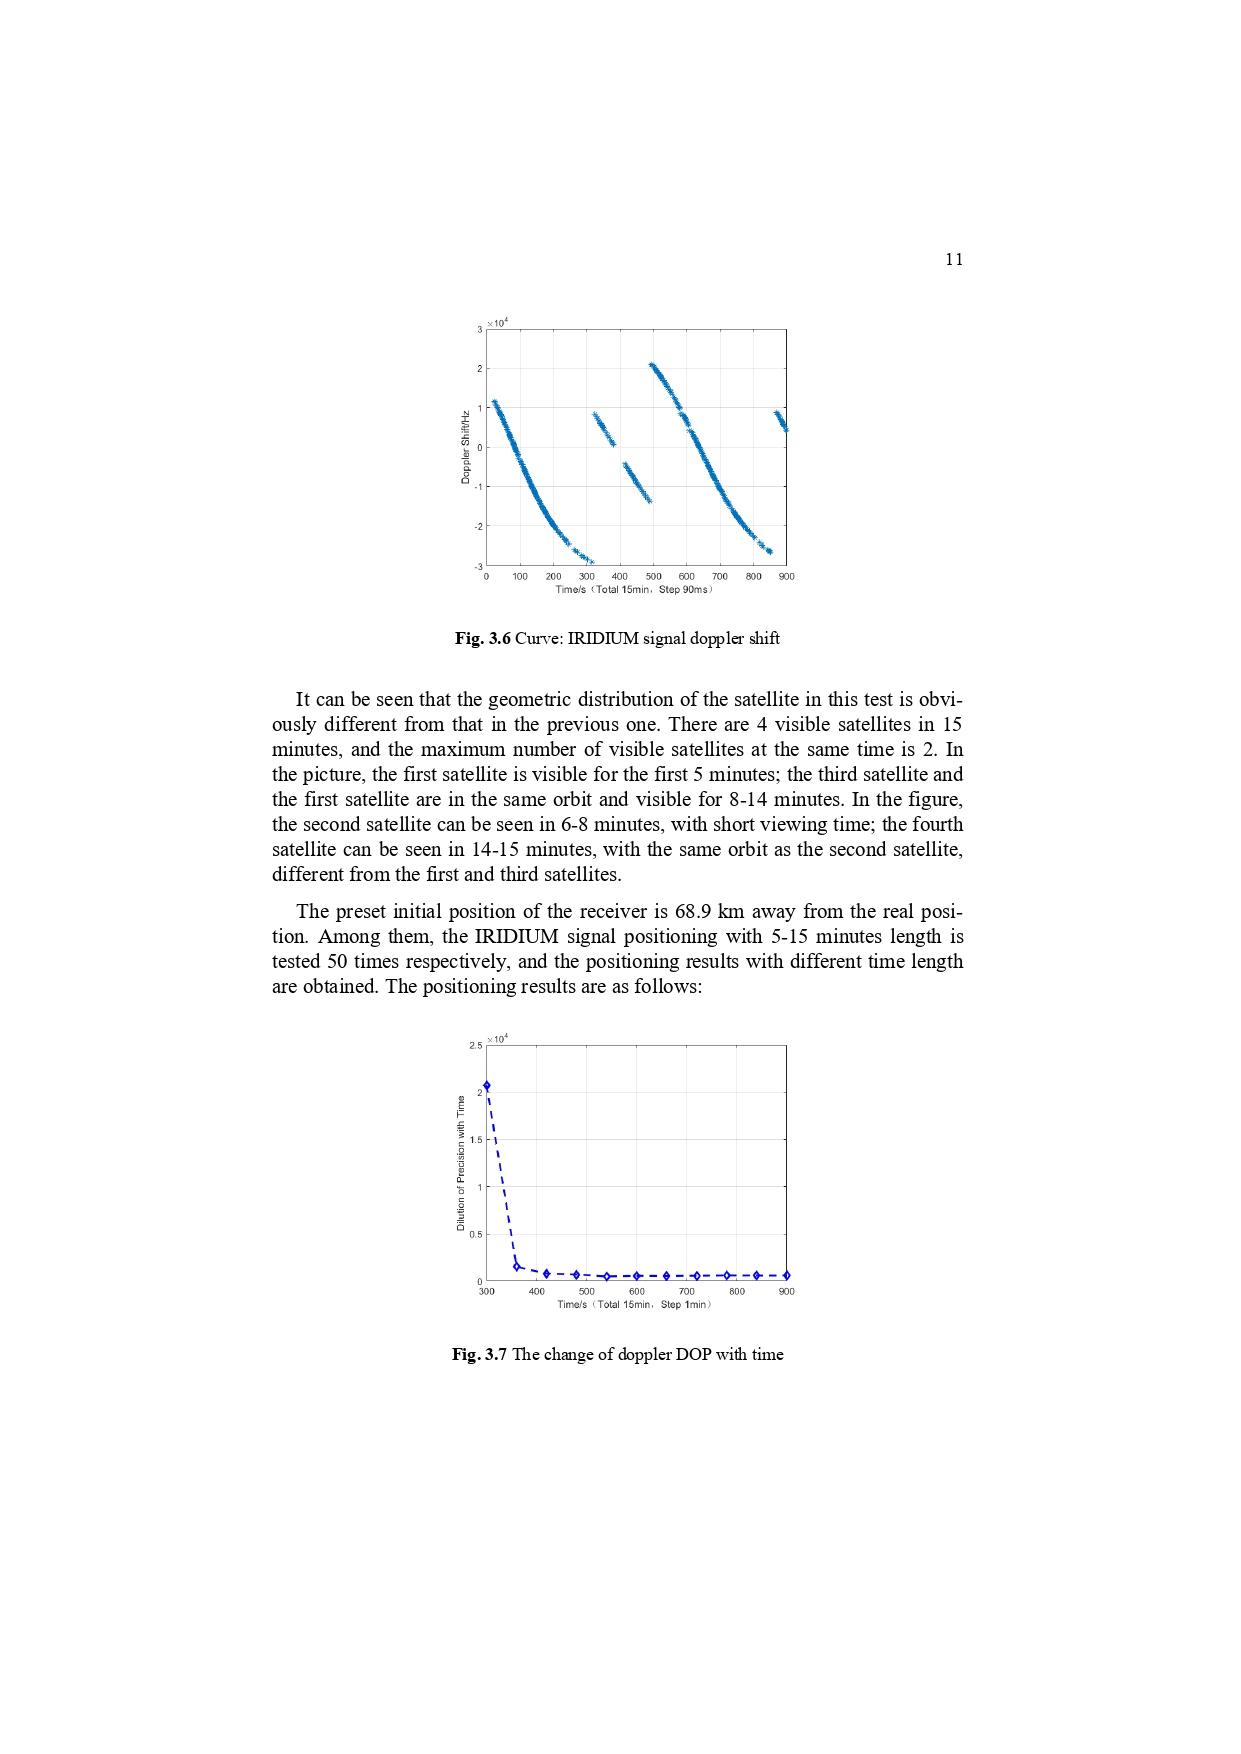 11
×10⁴
3
2
1
0
-1
-2
-3
Doppler Shift/Hz
0 100 200 300 400 500 600 700 800 900
Time/s（Total 15min，Step 90ms）
Fig. 3.6 Curve: IRIDIUM signal doppler shift
It can be seen that the geometric distribution of the satellite in this test is obvi-
ously different from that in the previous one. There are 4 visible satellites in 15
minutes, and the maximum number of visible satellites at the same time is 2. In
the picture, the first satellite is visible for the first 5 minutes; the third satellite and
the first satellite are in the same orbit and visible for 8-14 minutes. In the figure,
the second satellite can be seen in 6-8 minutes, with short viewing time; the fourth
satellite can be seen in 14-15 minutes, with the same orbit as the second satellite,
different from the first and third satellites.
The preset initial position of the receiver is 68.9 km away from the real posi-
tion. Among them, the IRIDIUM signal positioning with 5-15 minutes length is
tested 50 times respectively, and the positioning results with different time length
are obtained. The positioning results are as follows:
×10⁴
2.5
2
1.5
1
0.5
0
Dilution of Precision with Time
300 400 500 600 700 800 900
Time/s（Total 15min，Step 1min）
Fig. 3.7 The change of doppler DOP with time